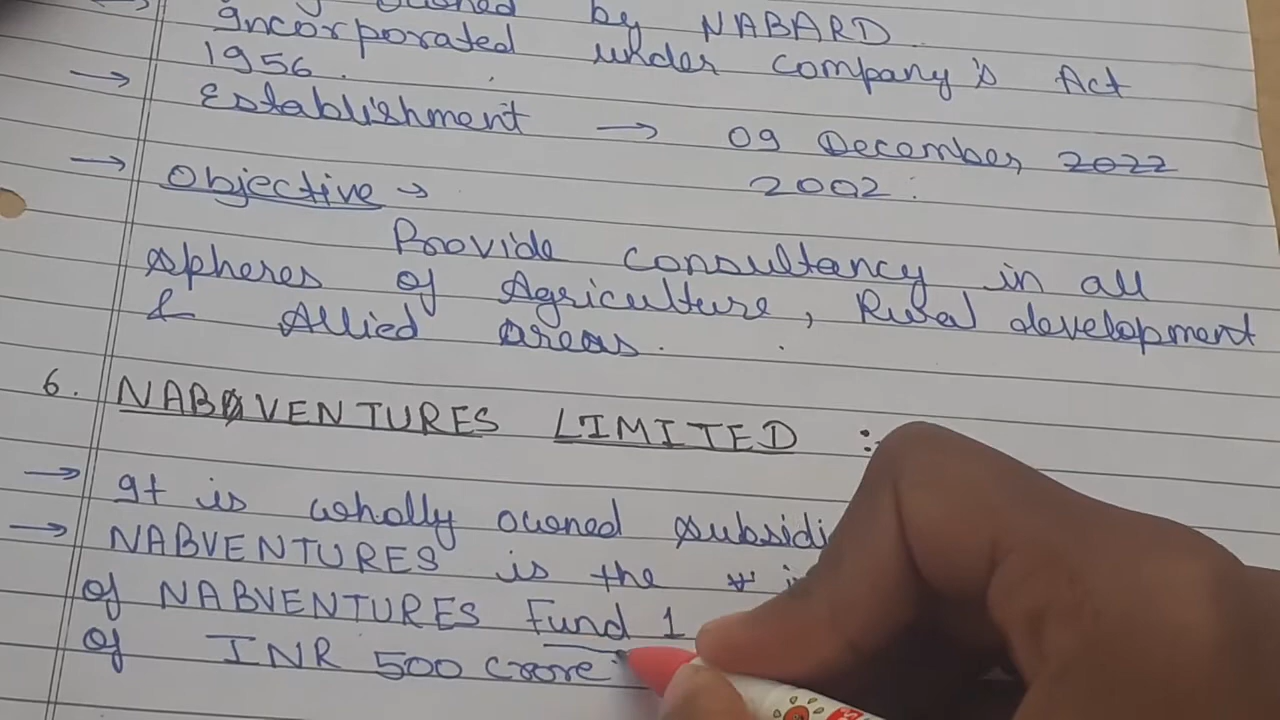 by NABARD.
Incorporated under company's Act
1956.
Establishment → 09 December, 2022
2002.
Objective →
Provide consultancy in all
spheres of Agriculture, Rural development
& Allied areas.
6. NABVENTURES LIMITED :-
It is wholly owned subsidi
NABVENTURES is the
of NABVENTURES Fund 1
of INR 500 crore